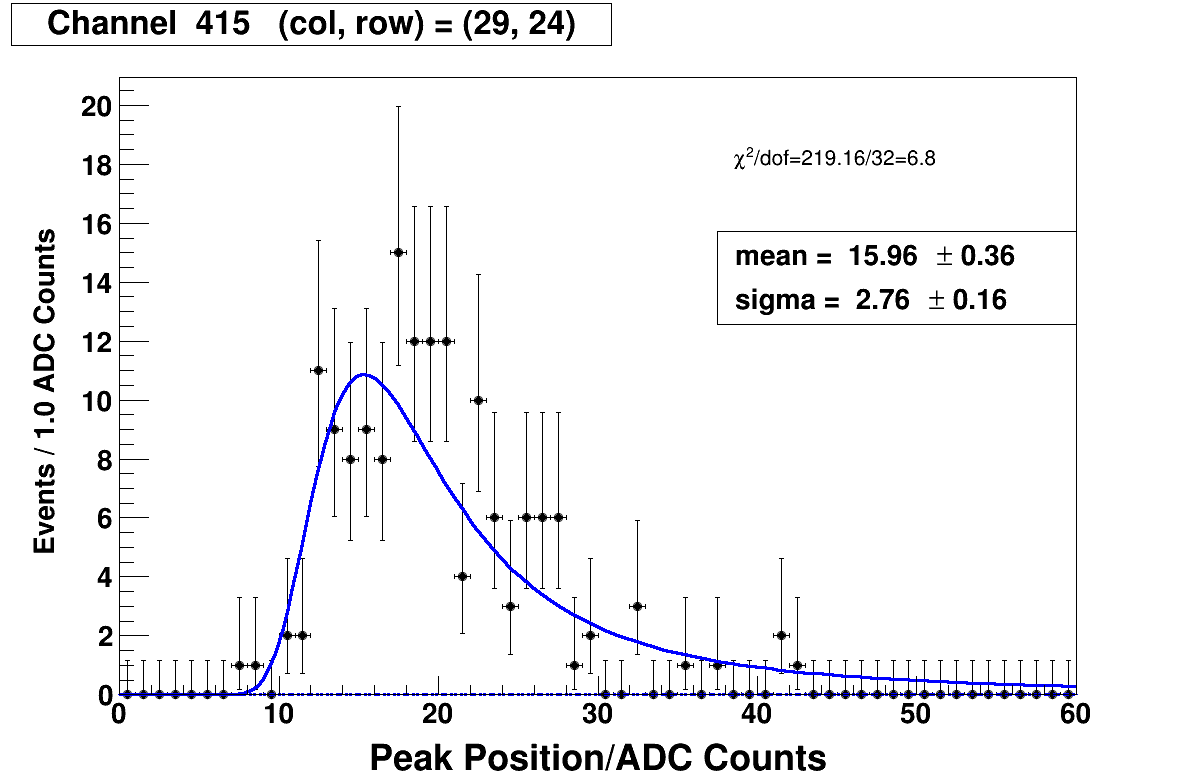 Channel 415 (col, row) = (29, 24)
20
18
16
14
12
10
8
6
4
2
0
Events / 1.0 ADC Counts
χ²/dof=219.16/32=6.8
mean = 15.96 ± 0.36
sigma = 2.76 ± 0.16
0 10 20 30 40 50 60
Peak Position/ADC Counts